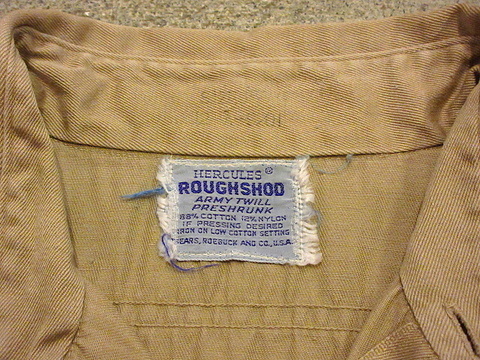 HERCULES®
ROUGHSHOD
ARMY TWILL
PRESHRUNK
88% COTTON 12% NYLON
IF PRESSING DESIRED
IRON ON LOW COTTON SETTING
SEARS, ROEBUCK AND CO., U.S.A.